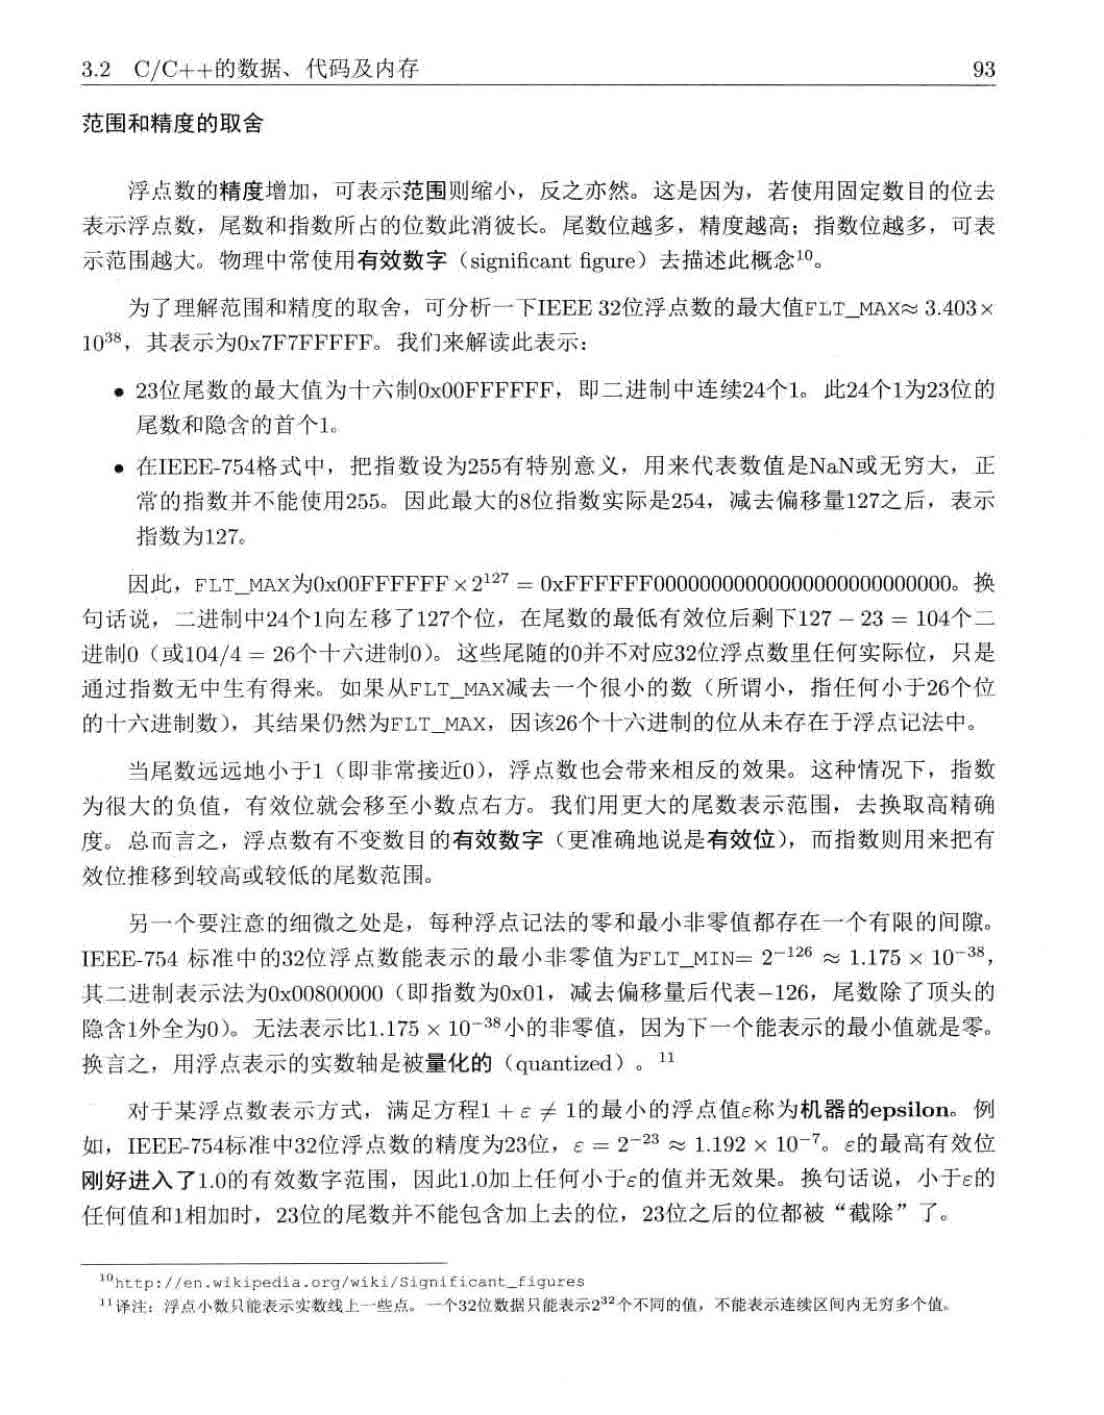 3.2 C/C++的数据、代码及内存 93
范围和精度的取舍
浮点数的精度增加，可表示范围则缩小，反之亦然。这是因为，若使用固定数目的位去
表示浮点数，尾数和指数所占的位数此消彼长。尾数位越多，精度越高；指数位越多，可表
示范围越大。物理中常使用有效数字（significant figure）去描述此概念¹⁰。
为了理解范围和精度的取舍，可分析一下IEEE 32位浮点数的最大值FLT_MAX≈ 3.403×
10³⁸，其表示为0x7F7FFFFF。我们来解读此表示：
• 23位尾数的最大值为十六制0x00FFFFFF，即二进制中连续24个1。此24个1为23位的
尾数和隐含的首个1。
• 在IEEE-754格式中，把指数设为255有特别意义，用来代表数值是NaN或无穷大，正
常的指数并不能使用255。因此最大的8位指数实际是254，减去偏移量127之后，表示
指数为127。
因此，FLT_MAX为0x00FFFFFF×2¹²⁷ = 0xFFFFFF00000000000000000000000000。换
句话说，二进制中24个1向左移了127个位，在尾数的最低有效位后剩下127 − 23 = 104个二
进制0（或104/4 = 26个十六进制0）。这些尾随的0并不对应32位浮点数里任何实际位，只是
通过指数无中生有得来。如果从FLT_MAX减去一个很小的数（所谓小，指任何小于26个位
的十六进制数），其结果仍然为FLT_MAX，因该26个十六进制的位从未存在于浮点记法中。
当尾数远远地小于1（即非常接近0），浮点数也会带来相反的效果。这种情况下，指数
为很大的负值，有效位就会移至小数点右方。我们用更大的尾数表示范围，去换取高精确
度。总而言之，浮点数有不变数目的有效数字（更准确地说是有效位），而指数则用来把有
效位推移到较高或较低的尾数范围。
另一个要注意的细微之处是，每种浮点记法的零和最小非零值都存在一个有限的间隙。
IEEE-754 标准中的32位浮点数能表示的最小非零值为FLT_MIN= 2⁻¹²⁶ ≈ 1.175 × 10⁻³⁸，
其二进制表示法为0x00800000（即指数为0x01，减去偏移量后代表−126，尾数除了顶头的
隐含1外全为0）。无法表示比1.175 × 10⁻³⁸小的非零值，因为下一个能表示的最小值就是零。
换言之，用浮点表示的实数轴是被量化的（quantized）。¹¹
对于某浮点数表示方式，满足方程1 + ε ≠ 1的最小的浮点值ε称为机器的epsilon。例
如，IEEE-754标准中32位浮点数的精度为23位，ε = 2⁻²³ ≈ 1.192 × 10⁻⁷。ε的最高有效位
刚好进入了1.0的有效数字范围，因此1.0加上任何小于ε的值并无效果。换句话说，小于ε的
任何值和1相加时，23位的尾数并不能包含加上去的位，23位之后的位都被“截除”了。
¹⁰http://en.wikipedia.org/wiki/Significant_figures
¹¹译注：浮点小数只能表示实数线上一些点。一个32位数据只能表示2³²个不同的值，不能表示连续区间内无穷多个值。